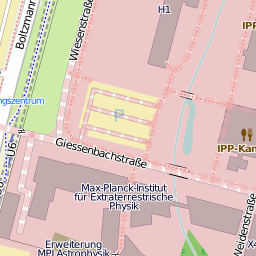 H1
IPP-
Boltzmann
Wiesenstraße
ngszentrum
P
U6
IPP-Kan
Giessenbachstraße
Max-Planck-Institut
für Extraterrestrische
Physik
Weidenstraße
Erweiterung
MPI Astrophysik
X4